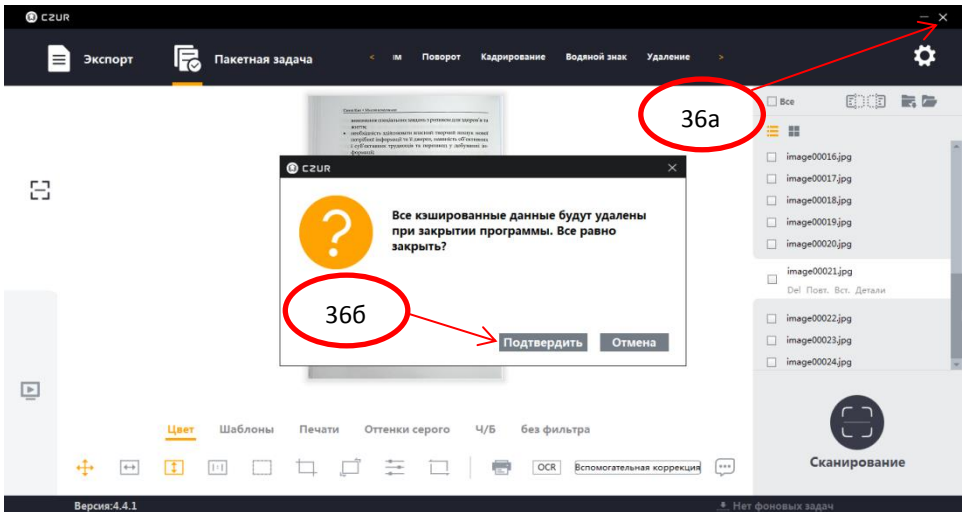 CZUR
Экспорт
Пакетная задача
< им Поворот Кадрирование Водяной знак Удаление >
36а
Все
image00016.jpg
image00017.jpg
image00018.jpg
image00019.jpg
image00020.jpg
image00021.jpg
Del Повт. Вст. Детали
image00022.jpg
image00023.jpg
image00024.jpg
CZUR
Все кэшированные данные будут удалены
при закрытии программы. Все равно
закрыть?
36б
Подтвердить Отмена
Цвет Шаблоны Печати Оттенки серого Ч/Б без фильтра
OCR Вспомогательная коррекция
Сканирование
Версия:4.4.1
Нет фоновых задач